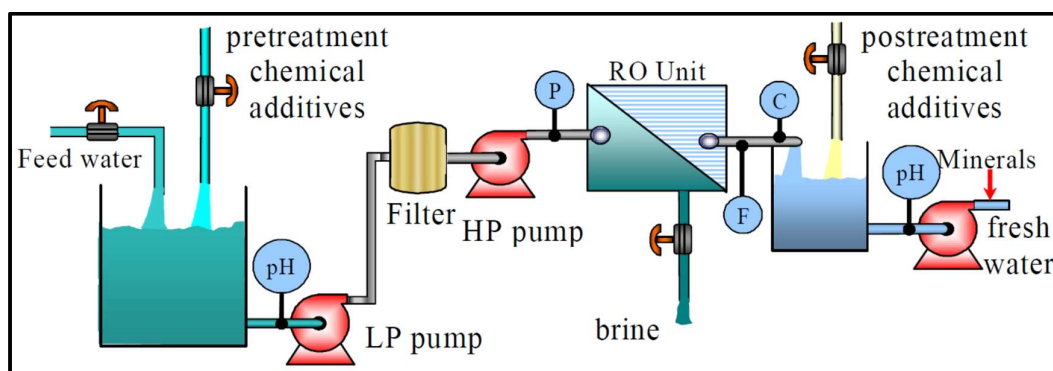 pretreatment
chemical
additives
Feed water
pH
LP pump
Filter
HP pump
P
RO Unit
brine
F
C
postreatment
chemical
additives
pH
Minerals
fresh
water